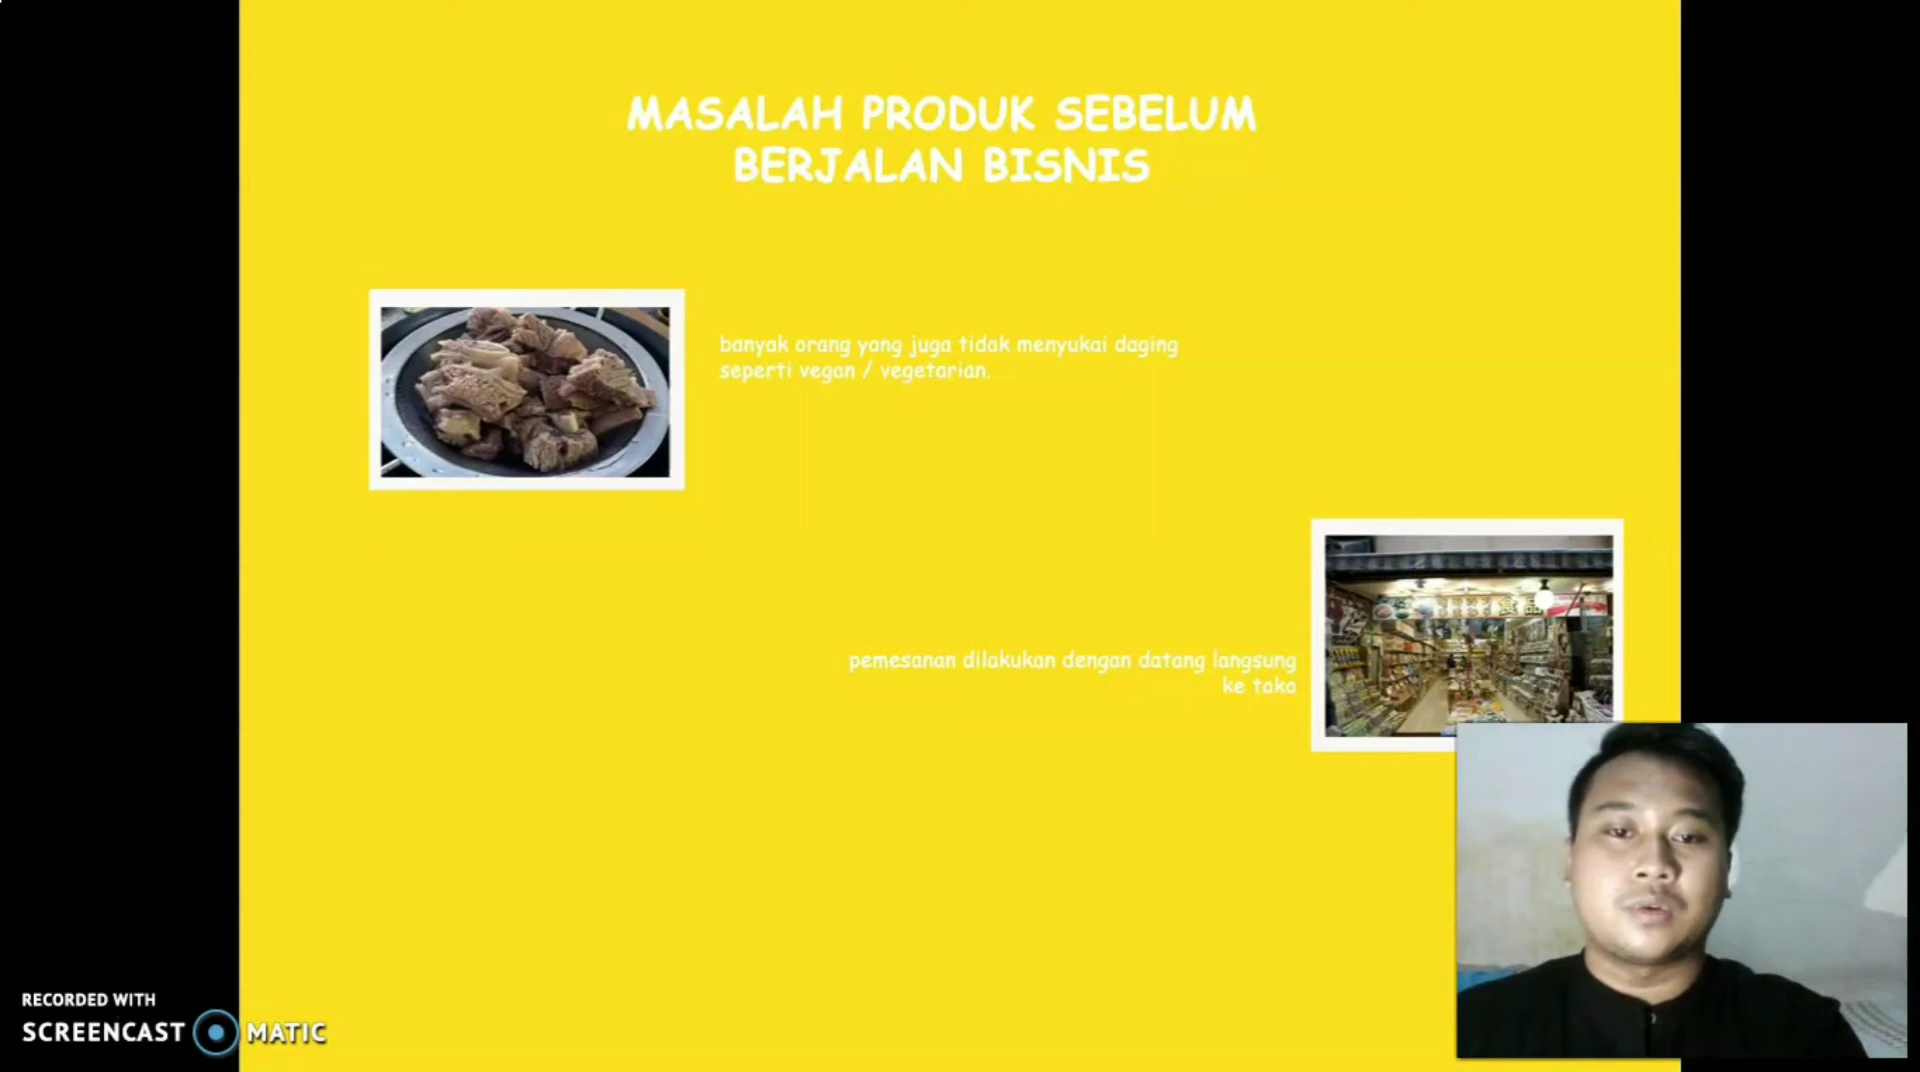 MASALAH PRODUK SEBELUM
BERJALAN BISNIS
banyak orang yang juga tidak menyukai daging
seperti vegan / vegetarian.
pemesanan dilakukan dengan datang langsung
ke toko
RECORDED WITH
SCREENCAST MATIC